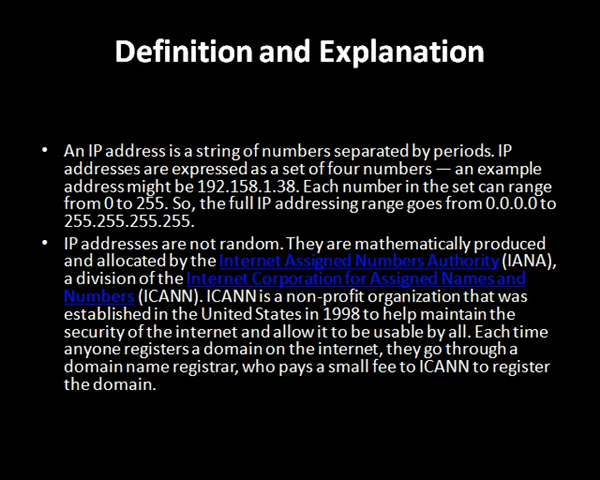 Definition and Explanation
• An IP address is a string of numbers separated by periods. IP
addresses are expressed as a set of four numbers — an example
address might be 192.158.1.38. Each number in the set can range
from 0 to 255. So, the full IP addressing range goes from 0.0.0.0 to
255.255.255.255.
• IP addresses are not random. They are mathematically produced
and allocated by the Internet Assigned Numbers Authority (IANA),
a division of the Internet Corporation for Assigned Names and
Numbers (ICANN). ICANN is a non-profit organization that was
established in the United States in 1998 to help maintain the
security of the internet and allow it to be usable by all. Each time
anyone registers a domain on the internet, they go through a
domain name registrar, who pays a small fee to ICANN to register
the domain.